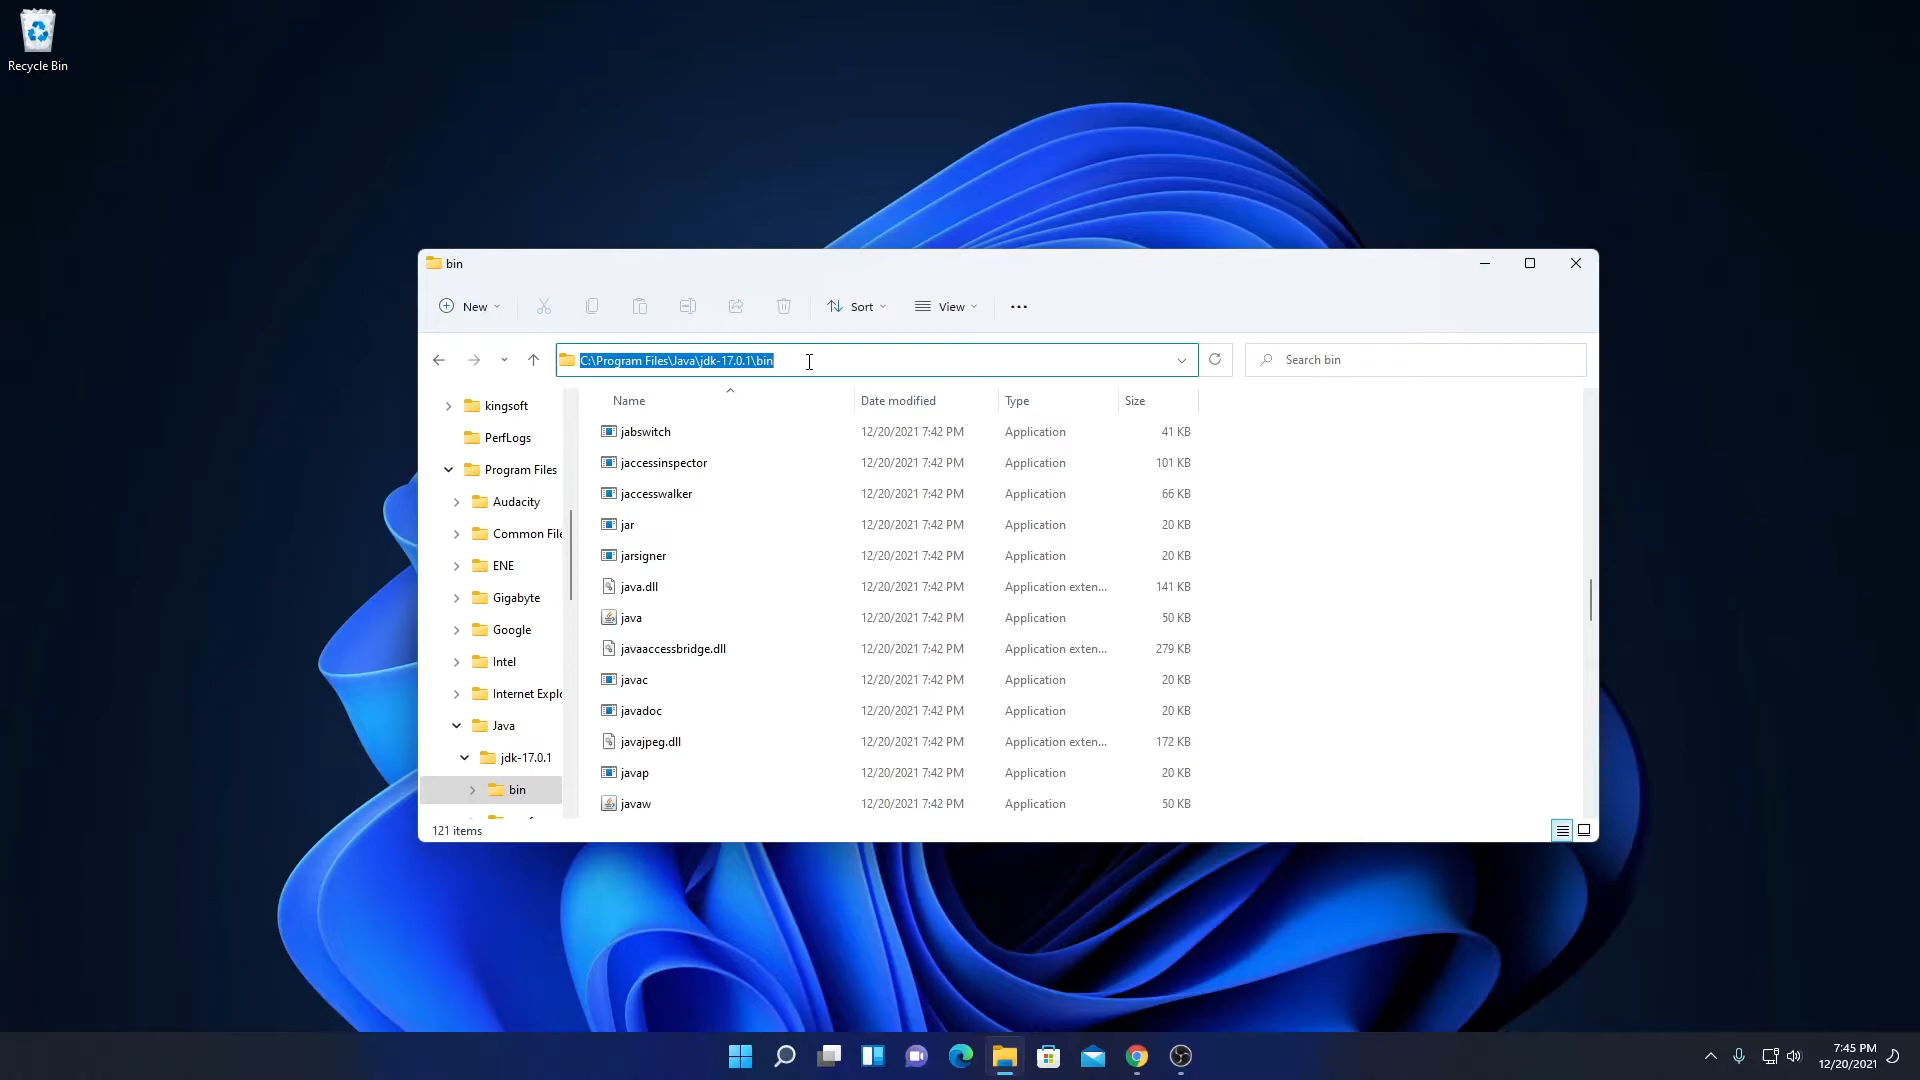 Recycle Bin
bin
New
Sort
View
C:\Program Files\Java\jdk-17.0.1\bin
Search bin
kingsoft
PerfLogs
Program Files
Audacity
Common File
ENE
Gigabyte
Google
Intel
Internet Explo
Java
jdk-17.0.1
bin
Name Date modified Type Size
jabswitch 12/20/2021 7:42 PM Application 41 KB
jaccessinspector 12/20/2021 7:42 PM Application 101 KB
jaccesswalker 12/20/2021 7:42 PM Application 66 KB
jar 12/20/2021 7:42 PM Application 20 KB
jarsigner 12/20/2021 7:42 PM Application 20 KB
java.dll 12/20/2021 7:42 PM Application exten... 141 KB
java 12/20/2021 7:42 PM Application 50 KB
javaaccessbridge.dll 12/20/2021 7:42 PM Application exten... 279 KB
javac 12/20/2021 7:42 PM Application 20 KB
javadoc 12/20/2021 7:42 PM Application 20 KB
javajpeg.dll 12/20/2021 7:42 PM Application exten... 172 KB
javap 12/20/2021 7:42 PM Application 20 KB
javaw 12/20/2021 7:42 PM Application 50 KB
121 items
7:45 PM
12/20/2021